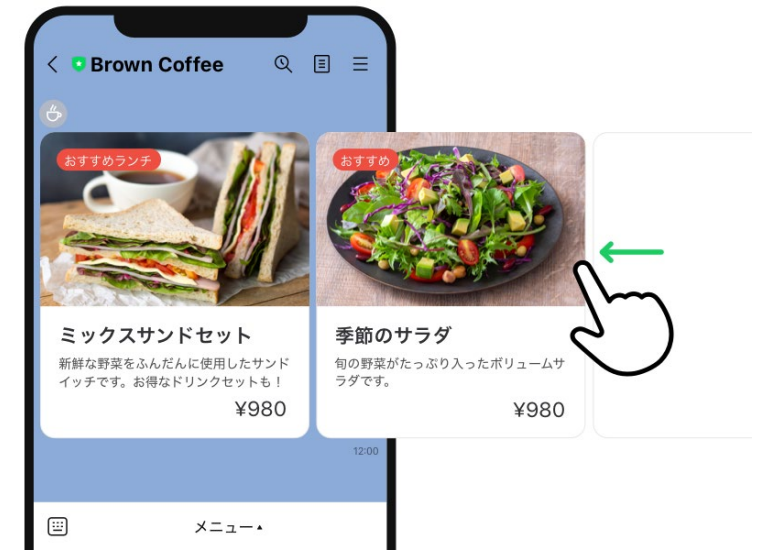 Brown Coffee
おすすめランチ
ミックスサンドセット
新鮮な野菜をふんだんに使用したサンド
イッチです。お得なドリンクセットも！
¥980
おすすめ
季節のサラダ
旬の野菜がたっぷり入ったボリュームサ
ラダです。
¥980
12:00
メニュー▲